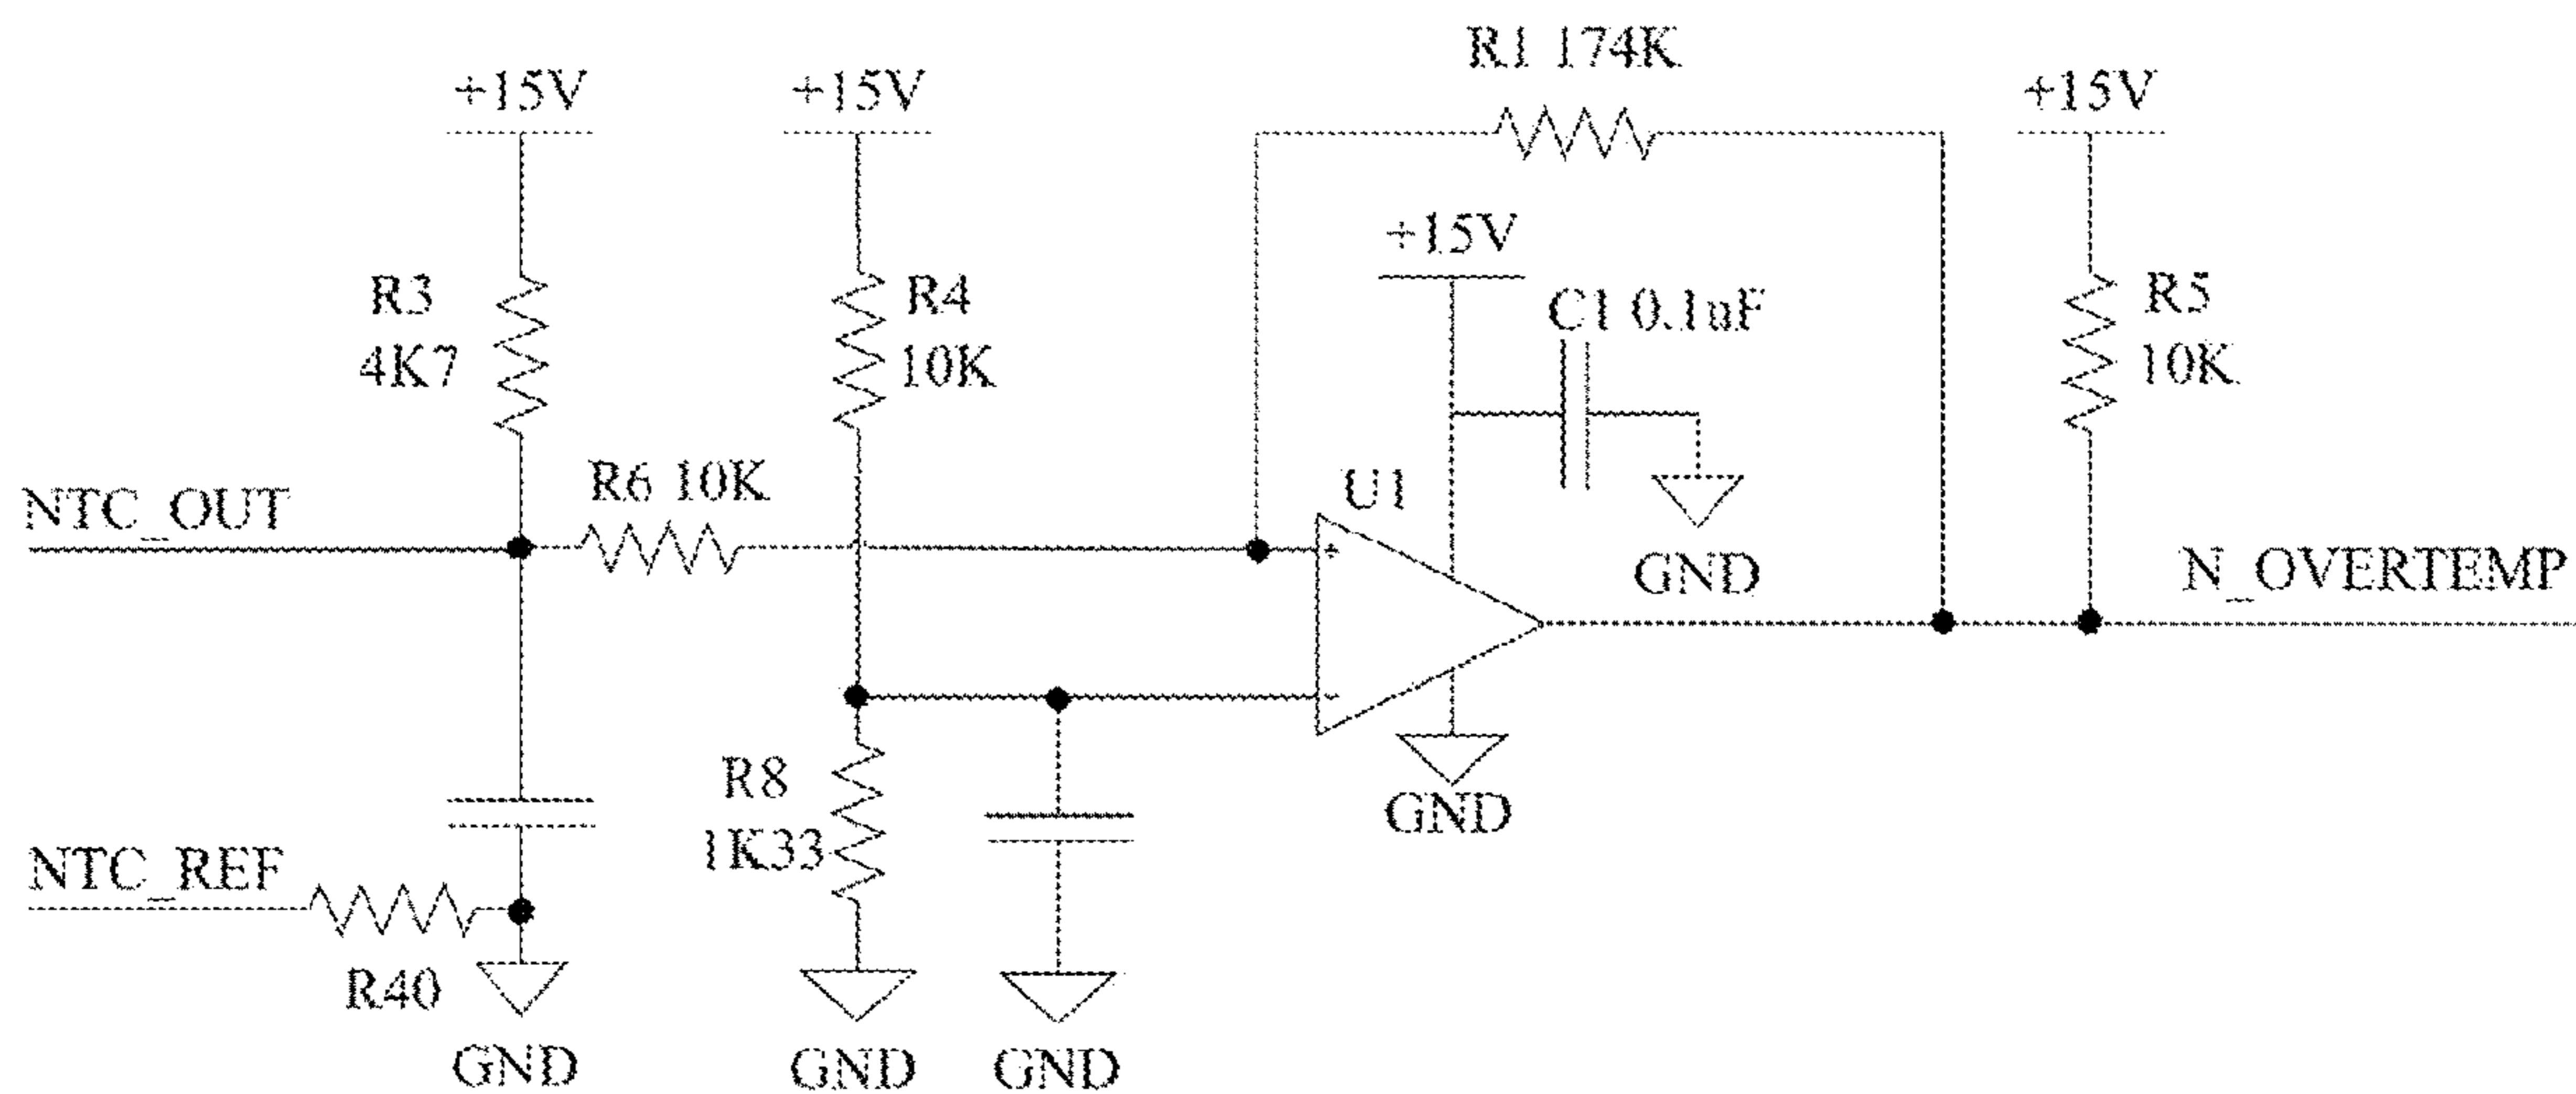 R1 174K
+15V
+15V
+15V
+15V
C1 0.1uF
R3
4K7
R4
10K
R5
10K
R6 10K
U1
NTC_OUT
GND
N_OVERTEMP
+
-
R8
1K33
GND
NTC_REF
R40
GND
GND
GND